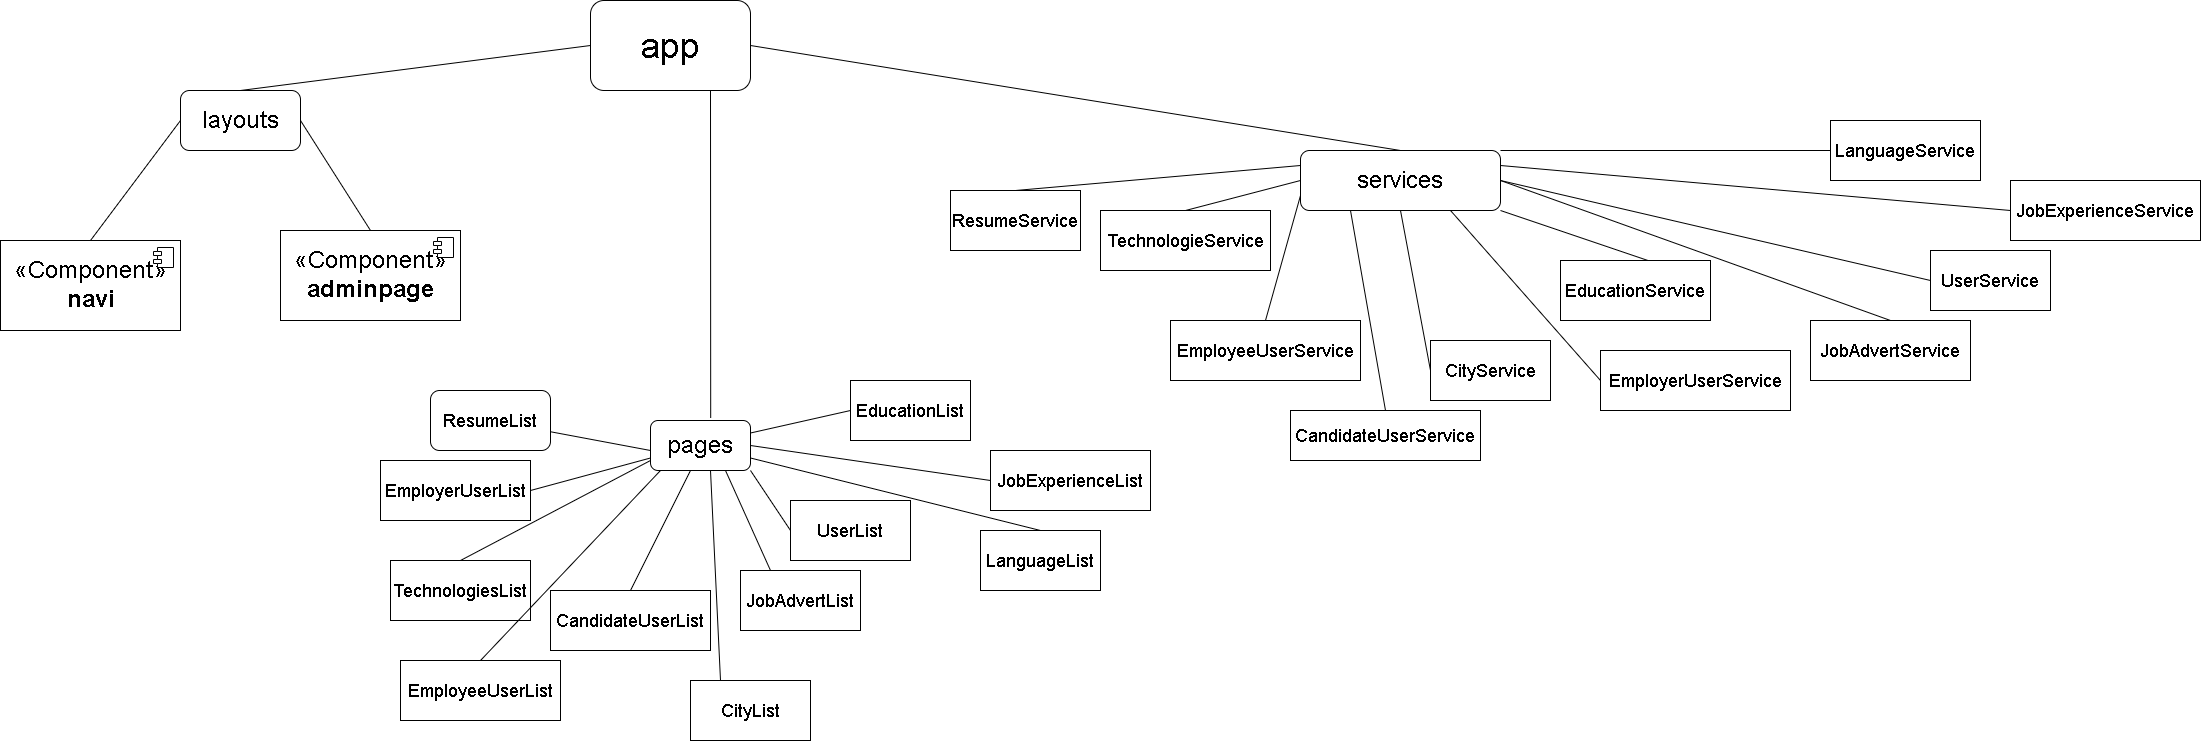 app
layouts
«Component»
navi
«Component»
adminpage
services
LanguageService
ResumeService
JobExperienceService
TechnologieService
UserService
EducationService
EmployeeUserService
CityService
EmployerUserService
JobAdvertService
CandidateUserService
pages
ResumeList
EducationList
EmployerUserList
JobExperienceList
UserList
LanguageList
TechnologiesList
CandidateUserList
JobAdvertList
EmployeeUserList
CityList